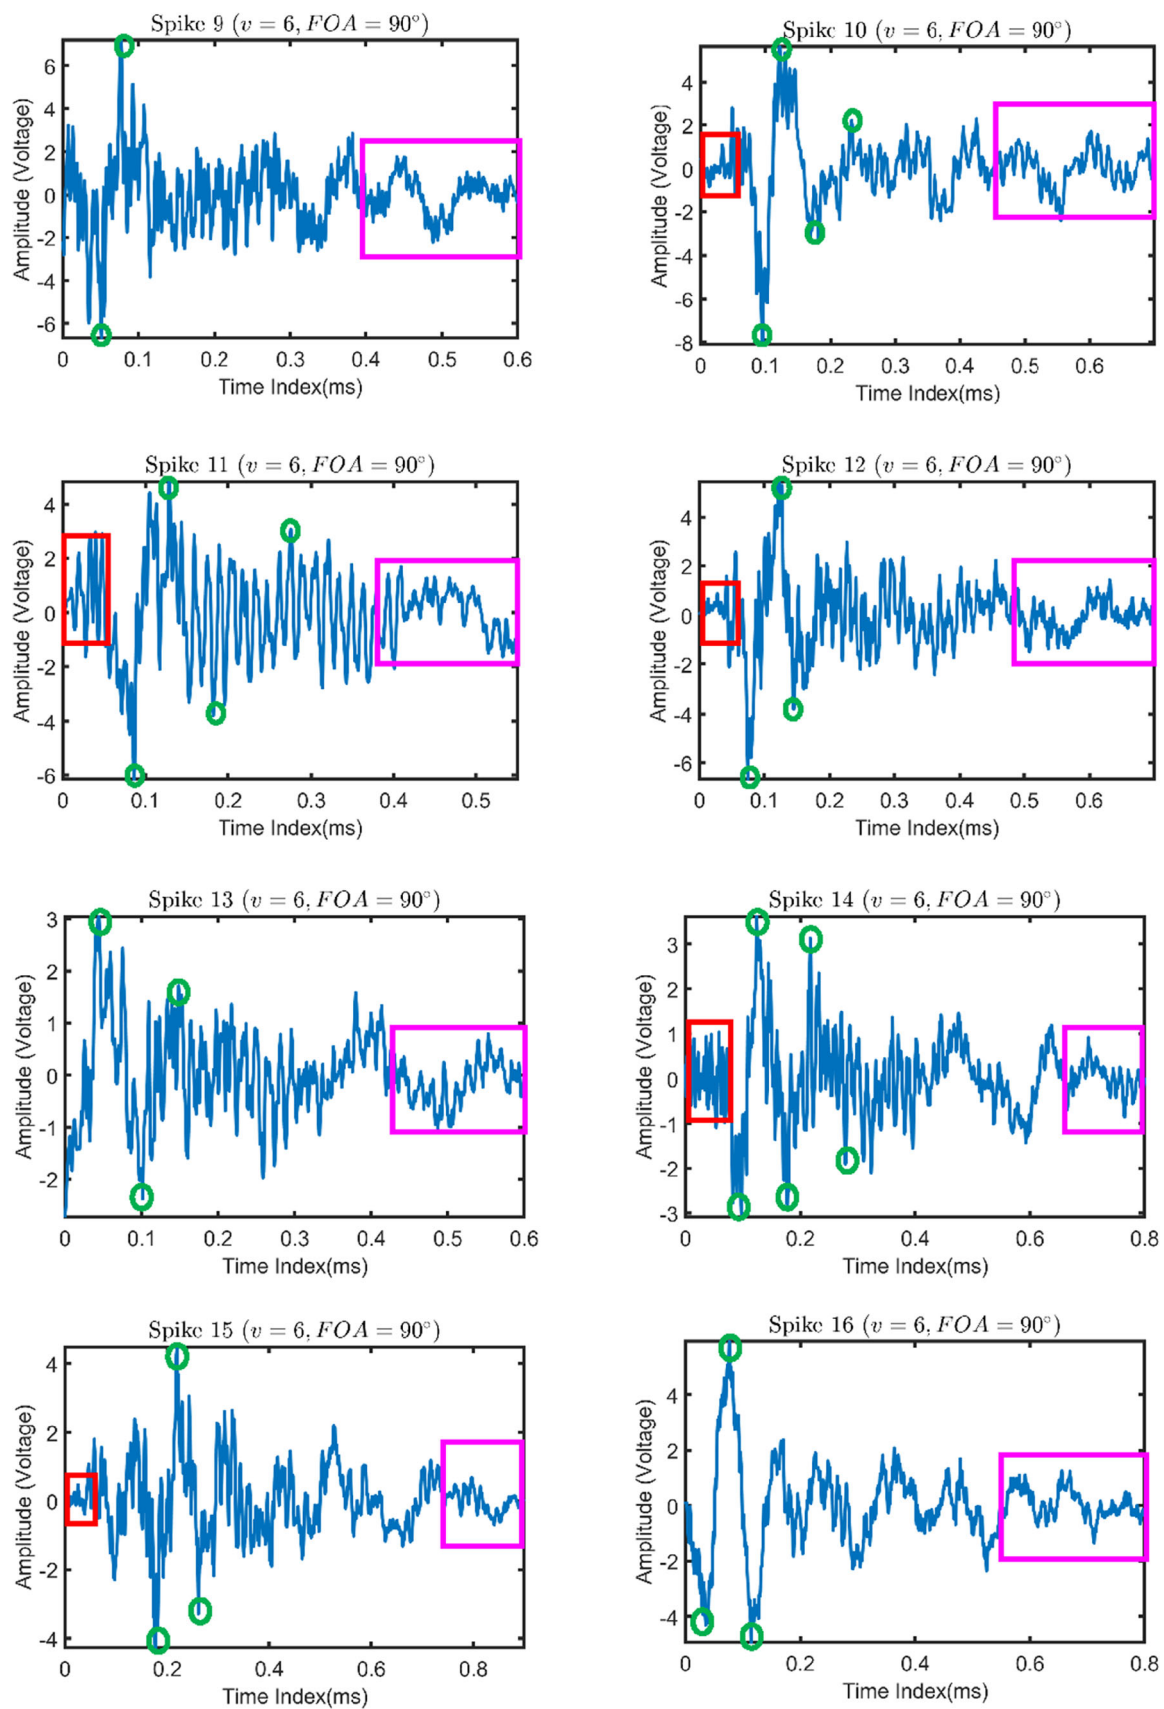 Spike 9 (v = 6, FOA = 90°)
Amplitude (Voltage)
6
4
2
0
-2
-4
-6
0 0.1 0.2 0.3 0.4 0.5 0.6
Time Index(ms)
Spike 10 (v = 6, FOA = 90°)
Amplitude (Voltage)
4
2
0
-2
-4
-6
-8
0 0.1 0.2 0.3 0.4 0.5 0.6
Time Index(ms)
Spike 11 (v = 6, FOA = 90°)
Amplitude (Voltage)
4
2
0
-2
-4
-6
0 0.1 0.2 0.3 0.4 0.5
Time Index(ms)
Spike 12 (v = 6, FOA = 90°)
Amplitude (Voltage)
4
2
0
-2
-4
-6
0 0.1 0.2 0.3 0.4 0.5 0.6
Time Index(ms)
Spike 13 (v = 6, FOA = 90°)
Amplitude (Voltage)
3
2
1
0
-1
-2
0 0.1 0.2 0.3 0.4 0.5 0.6
Time Index(ms)
Spike 14 (v = 6, FOA = 90°)
Amplitude (Voltage)
3
2
1
0
-1
-2
-3
0 0.2 0.4 0.6 0.8
Time Index(ms)
Spike 15 (v = 6, FOA = 90°)
Amplitude (Voltage)
4
2
0
-2
-4
0 0.2 0.4 0.6 0.8
Time Index(ms)
Spike 16 (v = 6, FOA = 90°)
Amplitude (Voltage)
4
2
0
-2
-4
0 0.2 0.4 0.6 0.8
Time Index(ms)